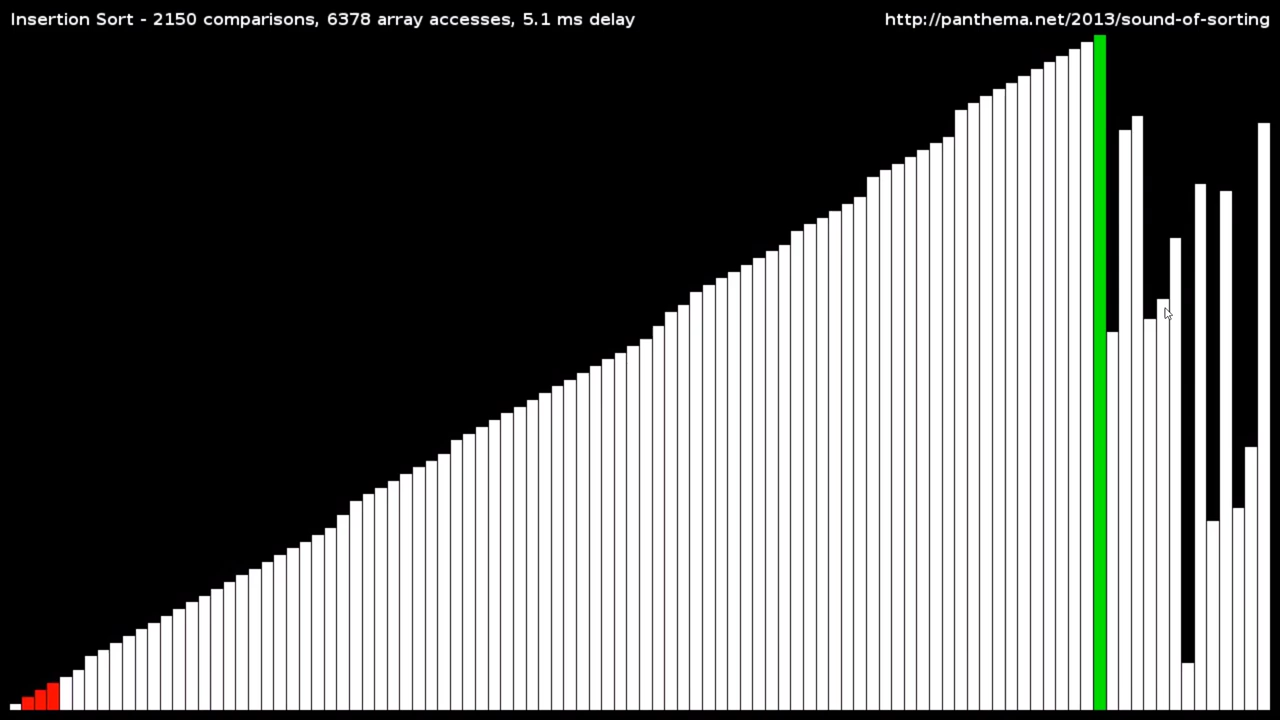 Insertion Sort - 2150 comparisons, 6378 array accesses, 5.1 ms delay
http://panthema.net/2013/sound-of-sorting